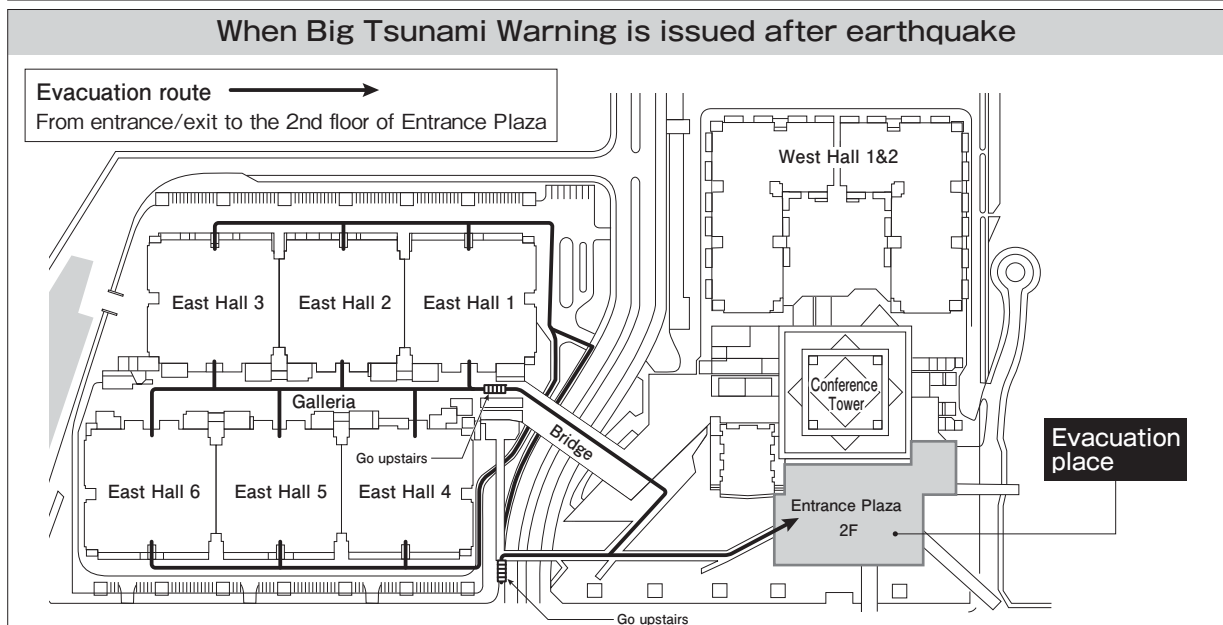 When Big Tsunami Warning is issued after earthquake
Evacuation route
From entrance/exit to the 2nd floor of Entrance Plaza
West Hall 1&2
East Hall 3
East Hall 2
East Hall 1
Conference
Tower
Galleria
Bridge
Go upstairs
Evacuation
place
East Hall 6
East Hall 5
East Hall 4
Entrance Plaza
2F
Go upstairs